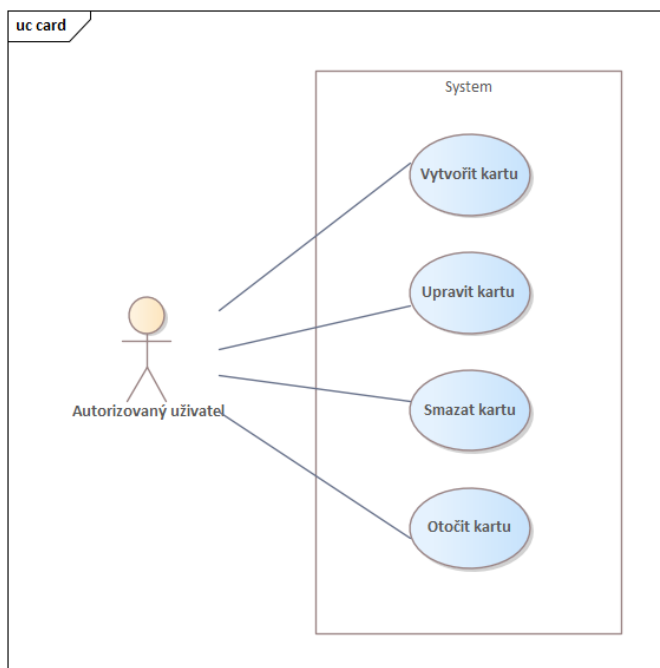 uc card
System
Vytvořit kartu
Upravit kartu
Autorizovaný uživatel
Smazat kartu
Otočit kartu